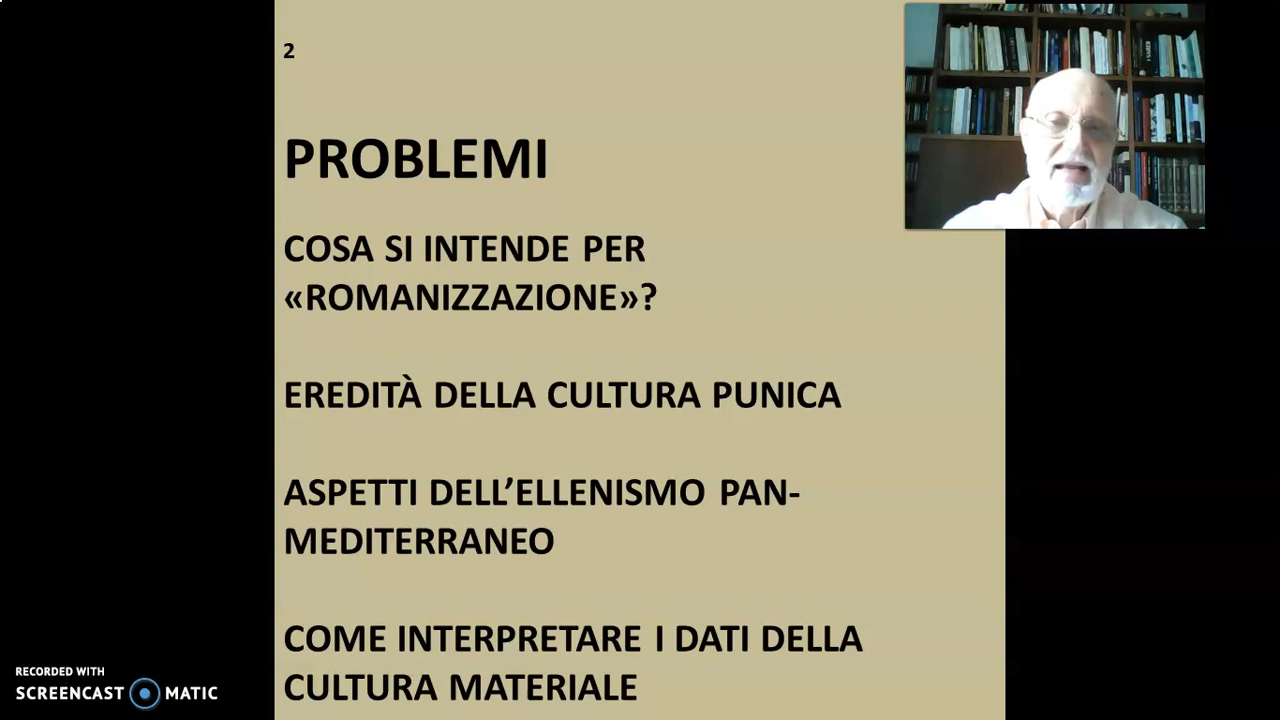 2
PROBLEMI
COSA SI INTENDE PER
«ROMANIZZAZIONE»?
EREDITÀ DELLA CULTURA PUNICA
ASPETTI DELL’ELLENISMO PAN-
MEDITERRANEO
COME INTERPRETARE I DATI DELLA
CULTURA MATERIALE
RECORDED WITH
SCREENCAST MATIC